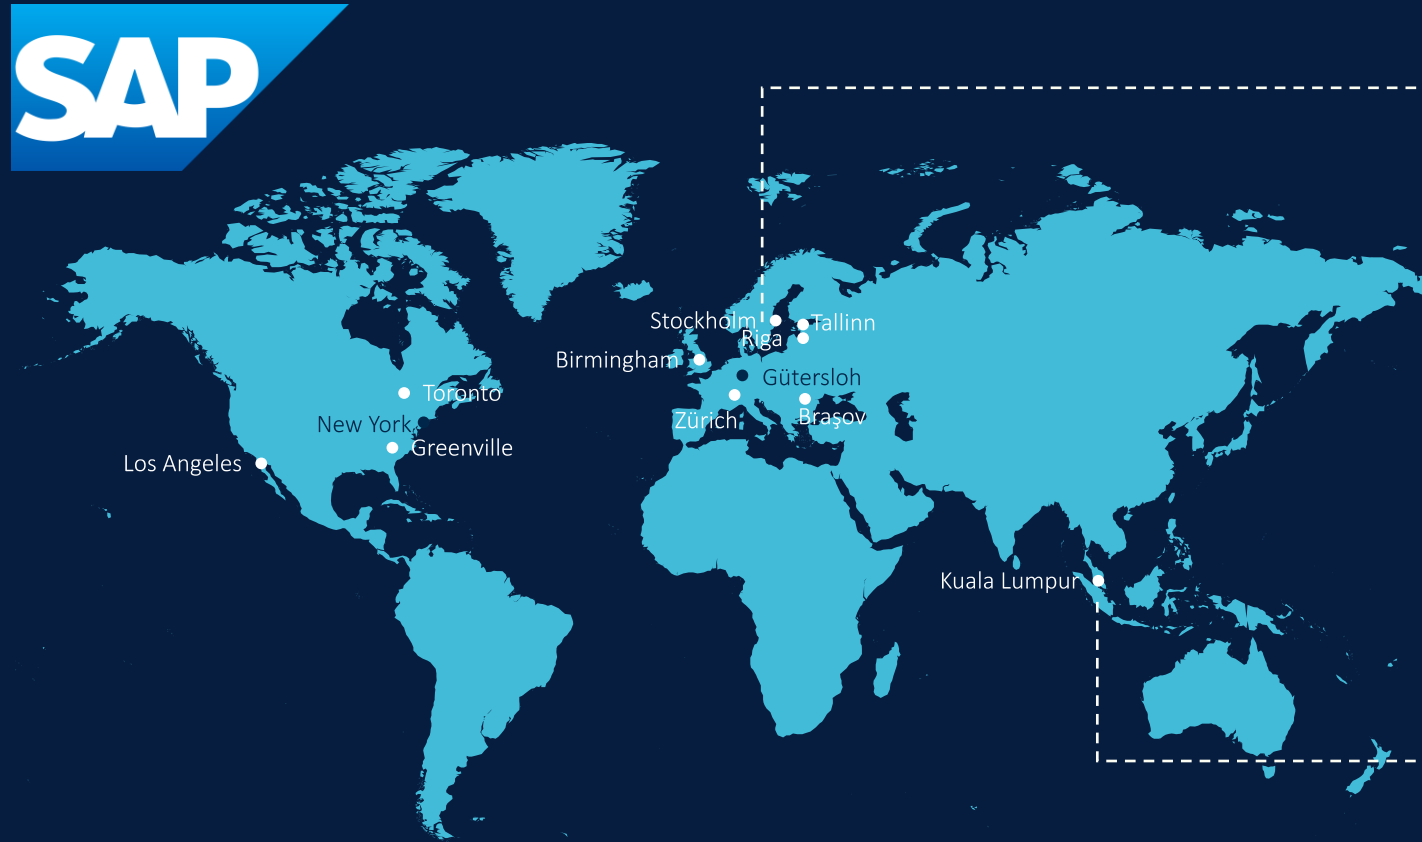 SAP
Stockholm
Tallinn
Riga
Birmingham
Gütersloh
Toronto
Zürich
Braşov
New York
Greenville
Los Angeles
Kuala Lumpur